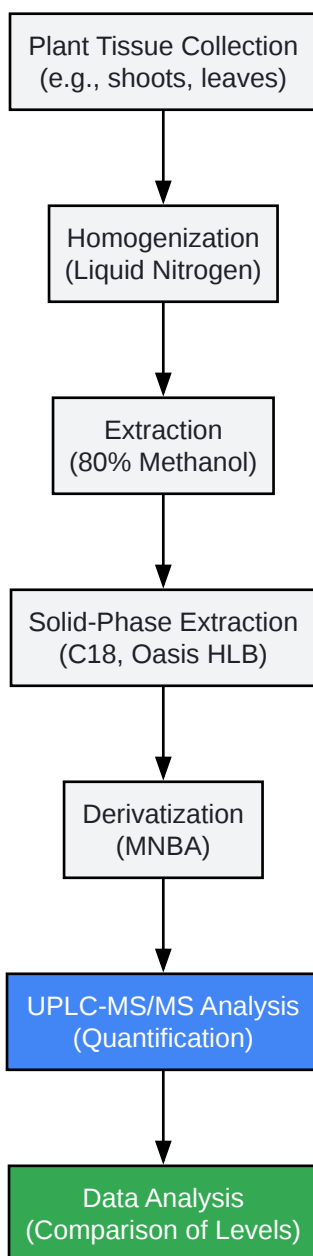 Plant Tissue Collection
(e.g., shoots, leaves)
Homogenization
(Liquid Nitrogen)
Extraction
(80% Methanol)
Solid-Phase Extraction
(C18, Oasis HLB)
Derivatization
(MNBA)
UPLC-MS/MS Analysis
(Quantification)
Data Analysis
(Comparison of Levels)